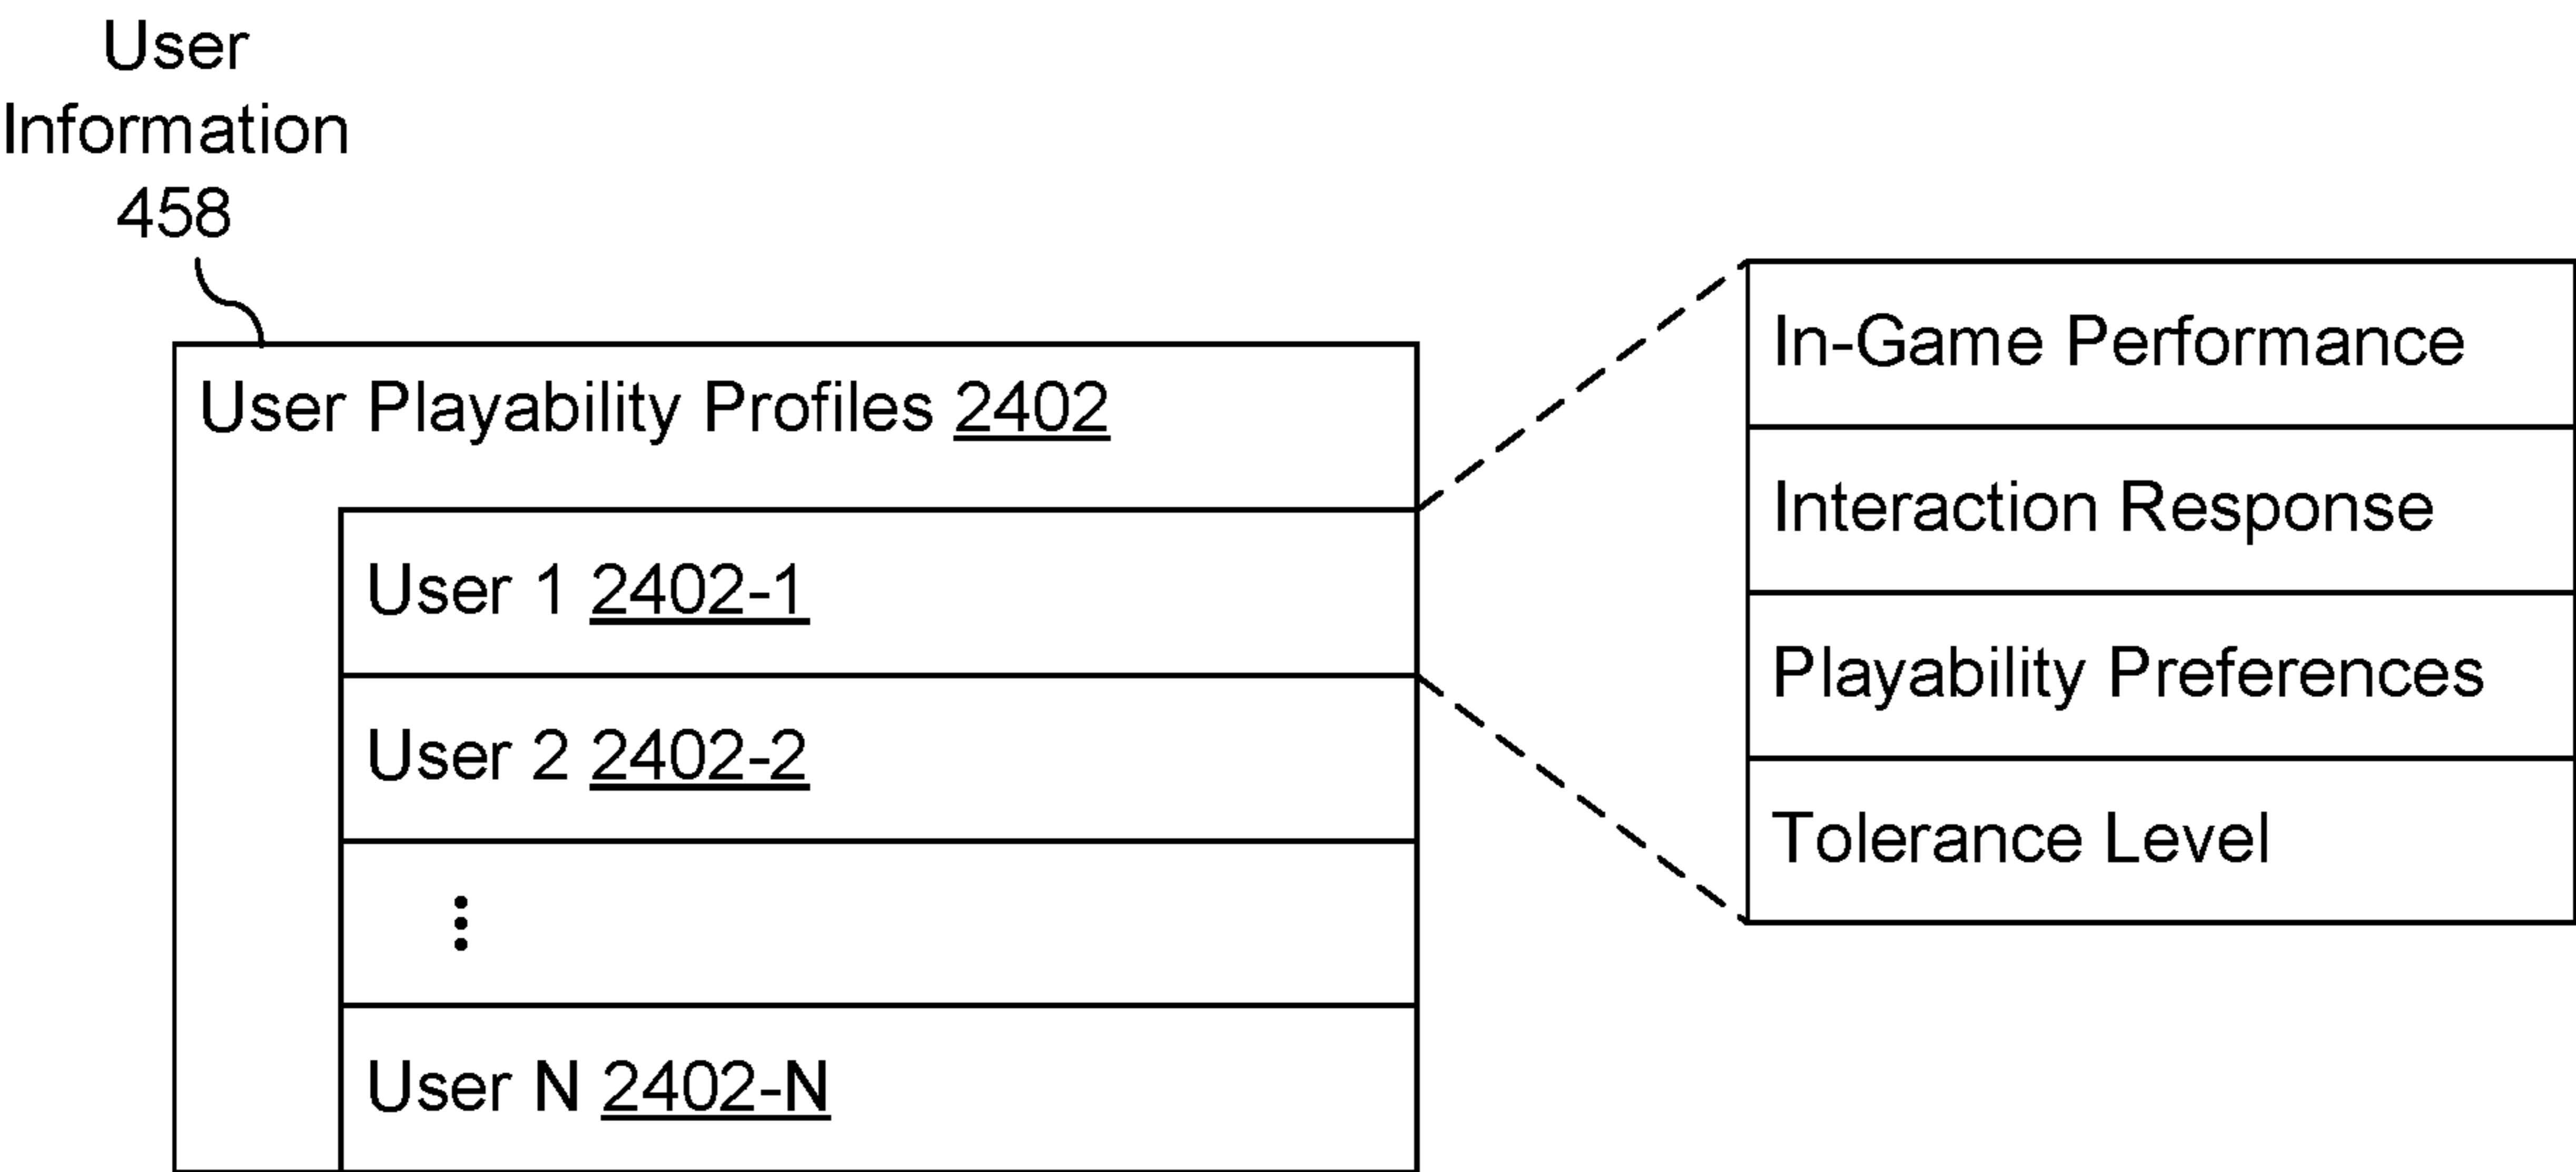 User
Information
458
User Playability Profiles 2402
User 1 2402-1
User 2 2402-2
⋮
User N 2402-N
In-Game Performance
Interaction Response
Playability Preferences
Tolerance Level